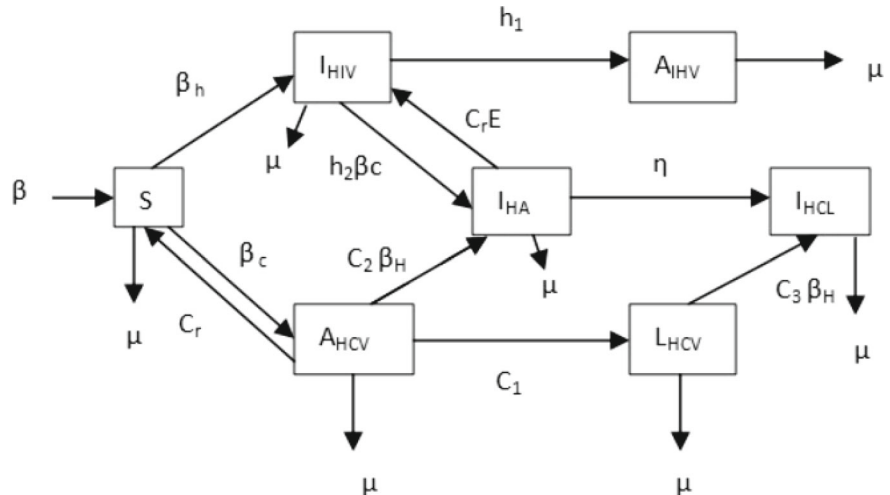 h₁
I_HIV
A_IHV
μ
β_h
C_rE
μ
h₂βc
η
β
S
I_HA
I_HCL
β_c
C₂ β_H
μ
C₃ β_H
μ
C_r
A_HCV
L_HCV
μ
C₁
μ
μ